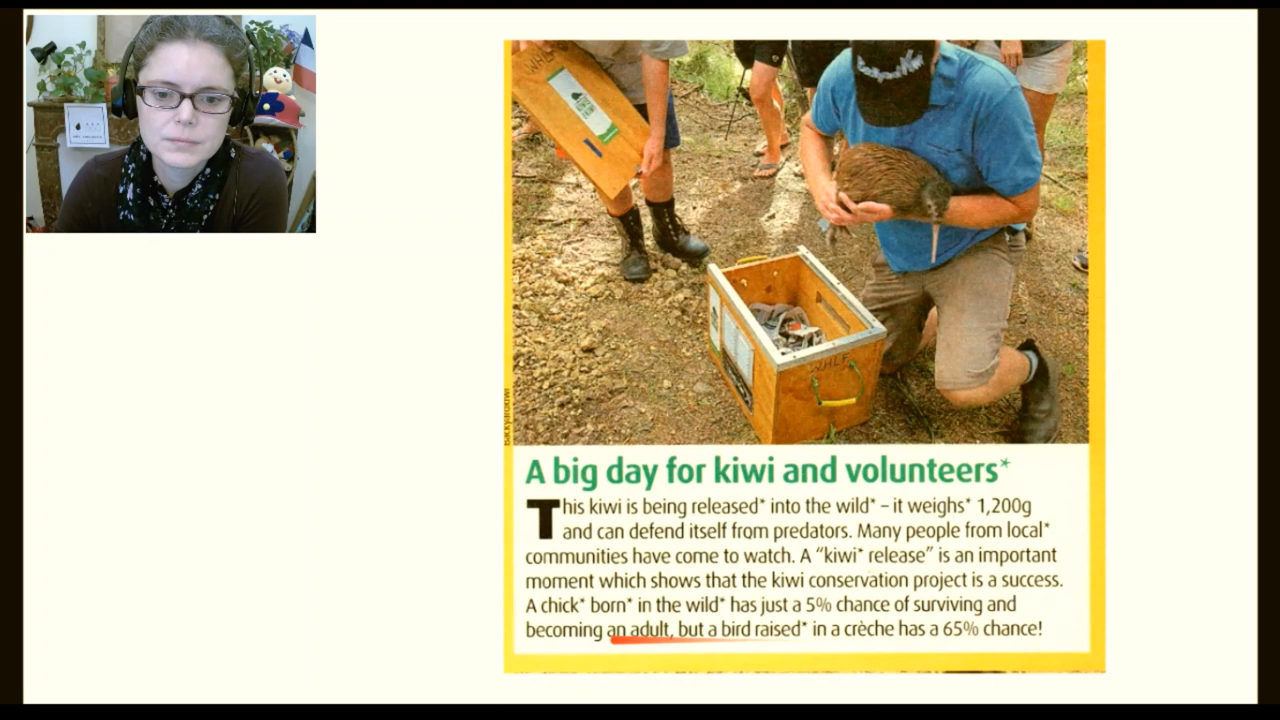 WHLF
WHLF
A big day for kiwi and volunteers*
This kiwi is being released* into the wild* – it weighs* 1,200g
and can defend itself from predators. Many people from local*
communities have come to watch. A “kiwi* release” is an important
moment which shows that the kiwi conservation project is a success.
A chick* born* in the wild* has just a 5% chance of surviving and
becoming an adult, but a bird raised* in a crèche has a 65% chance!